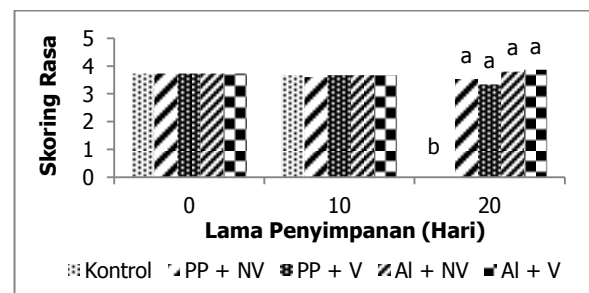 5
4
3
2
1
0
Skoring Rasa
a a a a
b
0 10 20
Lama Penyimpanan (Hari)
Kontrol PP + NV PP + V Al + NV Al + V